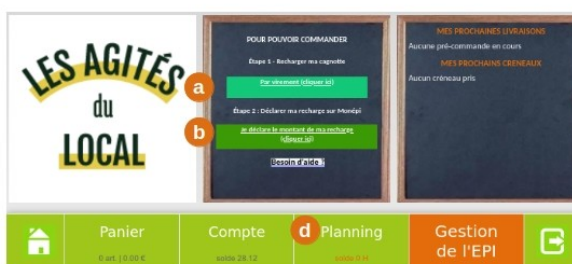 LES AGITÉS
du
LOCAL
POUR POUVOIR COMMANDER
Étape 1 - Recharger ma cagnotte
a
Par virement (cliquer ici)
Étape 2 : Déclarer ma recharge sur Monépi
b
Je déclare le montant de ma recharge
(cliquer ici)
Besoin d'aide ?
MES PROCHAINES LIVRAISONS
Aucune pré-commande en cours
MES PROCHAINS CRENEAUX
Aucun créneau pris
Panier
0 art. | 0.00 €
Compte
solde 28.12
d
Planning
solde 0 H
Gestion
de l'EPI